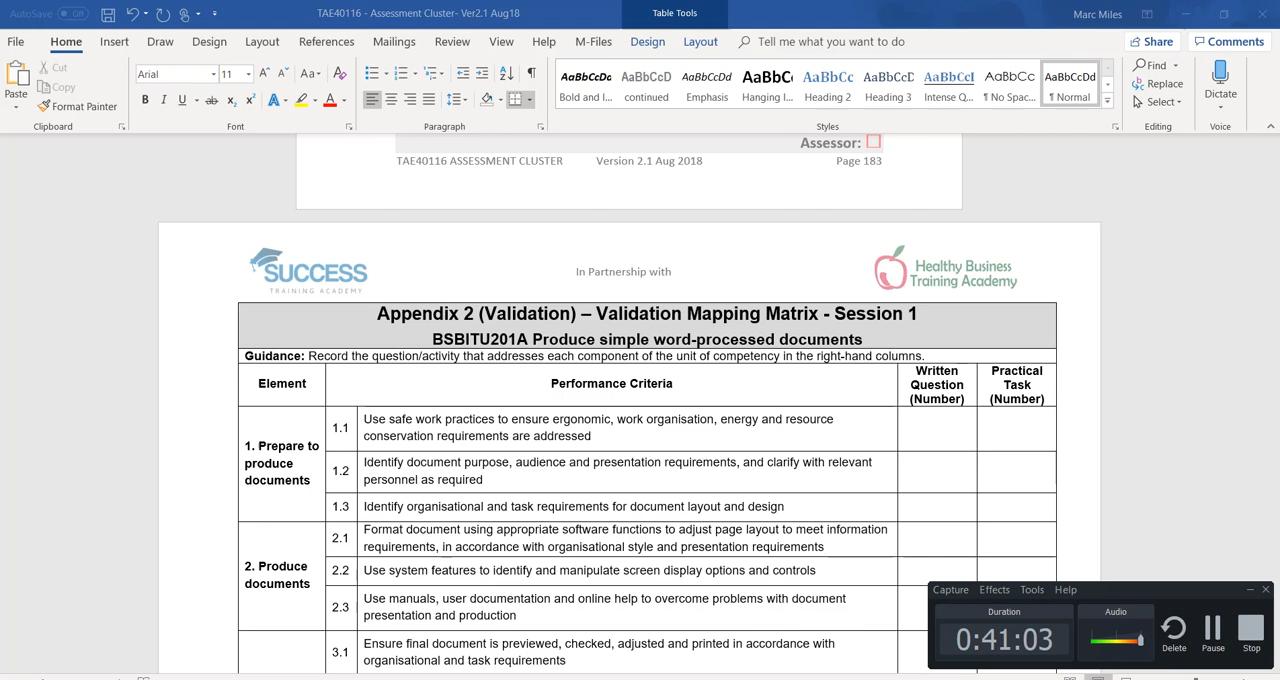 AutoSave Off TAE40116 - Assessment Cluster- Ver2.1 Aug18 Table Tools Marc Miles
File Home Insert Draw Design Layout References Mailings Review View Help M-Files Design Layout Tell me what you want to do Share Comments
Paste
Cut
Copy
Format Painter
Clipboard
Arial 11
Font
Paragraph
AaBbCcDc AaBbCcD AaBbCcDd AaBbCc AaBbCc AaBbCcD AaBbCcI AaBbCc AaBbCcDd
Bold and I... continued Emphasis Hanging I... Heading 2 Heading 3 Intense Q... ¶ No Spac... ¶ Normal
Styles
Find
Replace
Select
Editing
Dictate
Voice
Assessor:
TAE40116 ASSESSMENT CLUSTER Version 2.1 Aug 2018 Page 183
SUCCESS
TRAINING ACADEMY
In Partnership with
Healthy Business
Training Academy
Appendix 2 (Validation) – Validation Mapping Matrix - Session 1
BSBITU201A Produce simple word-processed documents
Guidance: Record the question/activity that addresses each component of the unit of competency in the right-hand columns.
Element
Performance Criteria
Written
Question
(Number)
Practical
Task
(Number)
1. Prepare to
produce
documents
1.1
Use safe work practices to ensure ergonomic, work organisation, energy and resource
conservation requirements are addressed
1.2
Identify document purpose, audience and presentation requirements, and clarify with relevant
personnel as required
1.3
Identify organisational and task requirements for document layout and design
2. Produce
documents
2.1
Format document using appropriate software functions to adjust page layout to meet information
requirements, in accordance with organisational style and presentation requirements
2.2
Use system features to identify and manipulate screen display options and controls
2.3
Use manuals, user documentation and online help to overcome problems with document
presentation and production
3.1
Ensure final document is previewed, checked, adjusted and printed in accordance with
organisational and task requirements
Capture Effects Tools Help
Duration
0:41:03
Audio
Delete
Pause
Stop